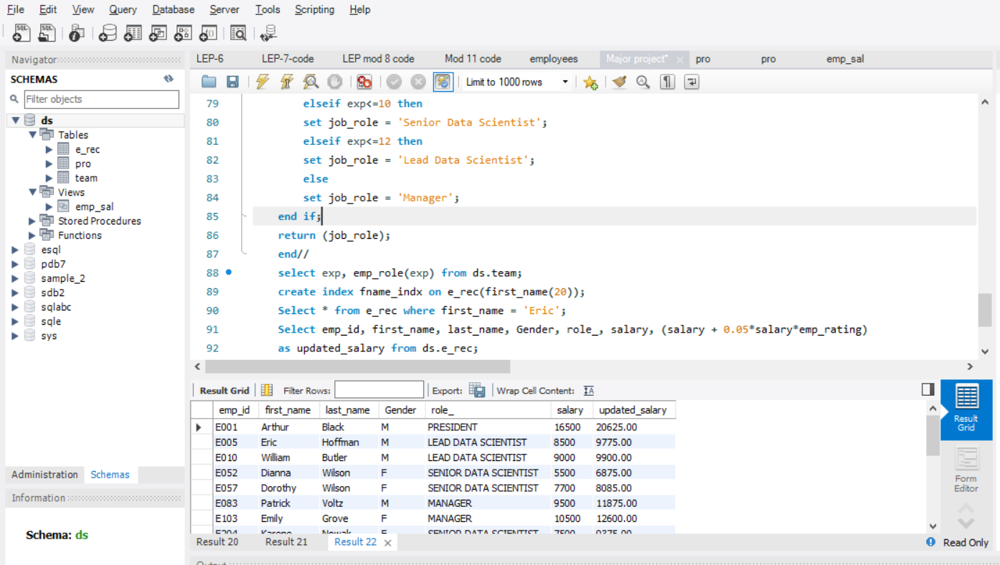 File Edit View Query Database Server Tools Scripting Help
SQL SQL
Navigator
SCHEMAS
Filter objects
ds
Tables
e_rec
pro
team
Views
emp_sal
Stored Procedures
Functions
esql
pdb7
sample_2
sdb2
sqlabc
sqle
sys
Administration Schemas
Information
Schema: ds
LEP-6 LEP-7-code LEP mod 8 code Mod 11 code employees Major project* pro pro emp_sal
Limit to 1000 rows
79 elseif exp<=10 then
80 set job_role = 'Senior Data Scientist';
81 elseif exp<=12 then
82 set job_role = 'Lead Data Scientist';
83 else
84 set job_role = 'Manager';
85 end if;
86 return (job_role);
87 end//
88 select exp, emp_role(exp) from ds.team;
89 create index fname_indx on e_rec(first_name(20));
90 Select * from e_rec where first_name = 'Eric';
91 Select emp_id, first_name, last_name, Gender, role_, salary, (salary + 0.05*salary*emp_rating)
92 as updated_salary from ds.e_rec;
Result Grid Filter Rows: Export: Wrap Cell Content:
emp_id first_name last_name Gender role_ salary updated_salary
E001 Arthur Black M PRESIDENT 16500 20625.00
E005 Eric Hoffman M LEAD DATA SCIENTIST 8500 9775.00
E010 William Butler M LEAD DATA SCIENTIST 9000 9900.00
E052 Dianna Wilson F SENIOR DATA SCIENTIST 5500 6875.00
E057 Dorothy Wilson F SENIOR DATA SCIENTIST 7700 8085.00
E083 Patrick Voltz M MANAGER 9500 11875.00
E103 Emily Grove F MANAGER 10500 12600.00
E204 Karene Nowak F SENIOR DATA SCIENTIST 7500 9375.00
Result
Grid
Form
Editor
Result 20 Result 21 Result 22
Read Only
Output